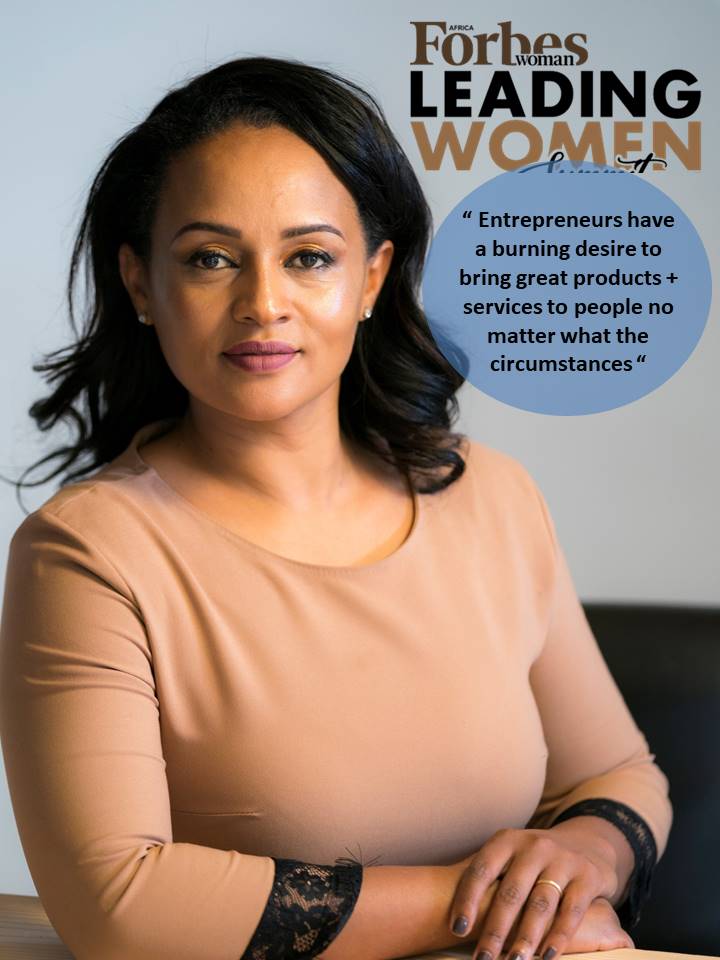 AFRICA
Forbes
woman
LEADING
WOMEN
Summit
“ Entrepreneurs have
a burning desire to
bring great products +
services to people no
matter what the
circumstances “